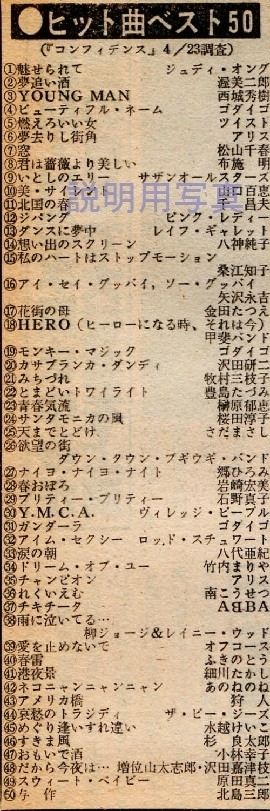 ●ヒット曲ベスト50
(『コンフィデンス』4／23調査)
①魅せられて ジュディ・オング
②夢追い酒 渥美二郎
③YOUNG MAN 西城秀樹
④ビューティフル・ネーム ゴダイゴ
⑤燃えろいい女 ツイスト
⑥夢去りし街角 アリス
⑦窓 松山千春
⑧君は薔薇より美しい 布施 明
⑨いとしのエリー サザンオールスターズ
⑩美・サイレント 山口百恵
⑪北国の春 千 昌夫
説明用写真
⑫ジパング ピンク・レディー
⑬ダンスに夢中 レイフ・ギャレット
⑭想い出のスクリーン 八神純子
⑮私のハートはストップモーション
桑江知子
⑯アイ・セイ・グッバイ，ソー・グッバイ
矢沢永吉
⑰花街の母 金田たつえ
⑱HERO（ヒーローになる時、それは今）
甲斐バンド
⑲モンキー・マジック ゴダイゴ
⑳カサブランカ・ダンディ 沢田研二
㉑みちづれ 牧村三枝子
㉒とまどいトワイライト 豊島たづみ
㉓青春気流 榊原郁恵
㉔サンタモニカの風 桜田淳子
㉕天までとどけ さだまさし
㉖欲望の街
ダウン・タウン・ブギウギ・バンド
㉗ナイヨ・ナイヨ・ナイト 郷ひろみ
㉘春おぼろ 岩崎宏美
㉙プリティー・プリティー 石野真子
㉚Y.M.C.A. ヴィレッジ・ピープル
㉛ガンダーラ ゴダイゴ
㉜アイム・セクシー ロッド・スチュワート
㉝涙の朝 八代亜紀
㉞ドリーム・オブ・ユー 竹内まりや
㉟チャンピオン アリス
㊱れくいえむ 南こうせつ
㊲チキチータ ABBA
㊳雨に泣いてる…
柳ジョージ&レイニー・ウッド
㊴愛を止めないで オフコース
㊵春雷 ふきのとう
㊶港夜景 細川たかし
㊷ネコニャンニャンニャン あのねのね
㊸アメリカ橋 狩 人
㊹哀愁のトラジディ ザ・ビー・ジーズ
㊺めぐり逢いすれ違い 水越けいこ
㊻すきま風 杉 良太郎
㊼おもいで酒 小林幸子
㊽だから今夜は… 増位山太志郎・沢田嘉津枝
㊾スウィート・ベイビー 原田真二
㊿与 作 北島三郎